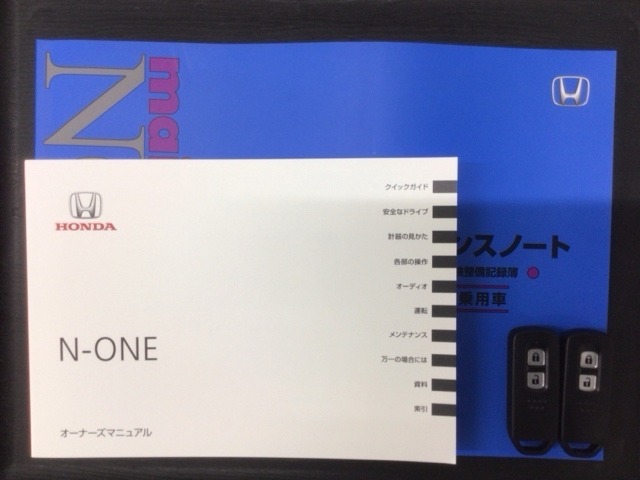 HONDA
N-ONE
オーナーズマニュアル
クイックガイド
安全なドライブ
計器の見かた
各部の操作
オーディオ
運転
メンテナンス
万一の場合には
資料
索引
ンスノート
整備記録簿
乗用車